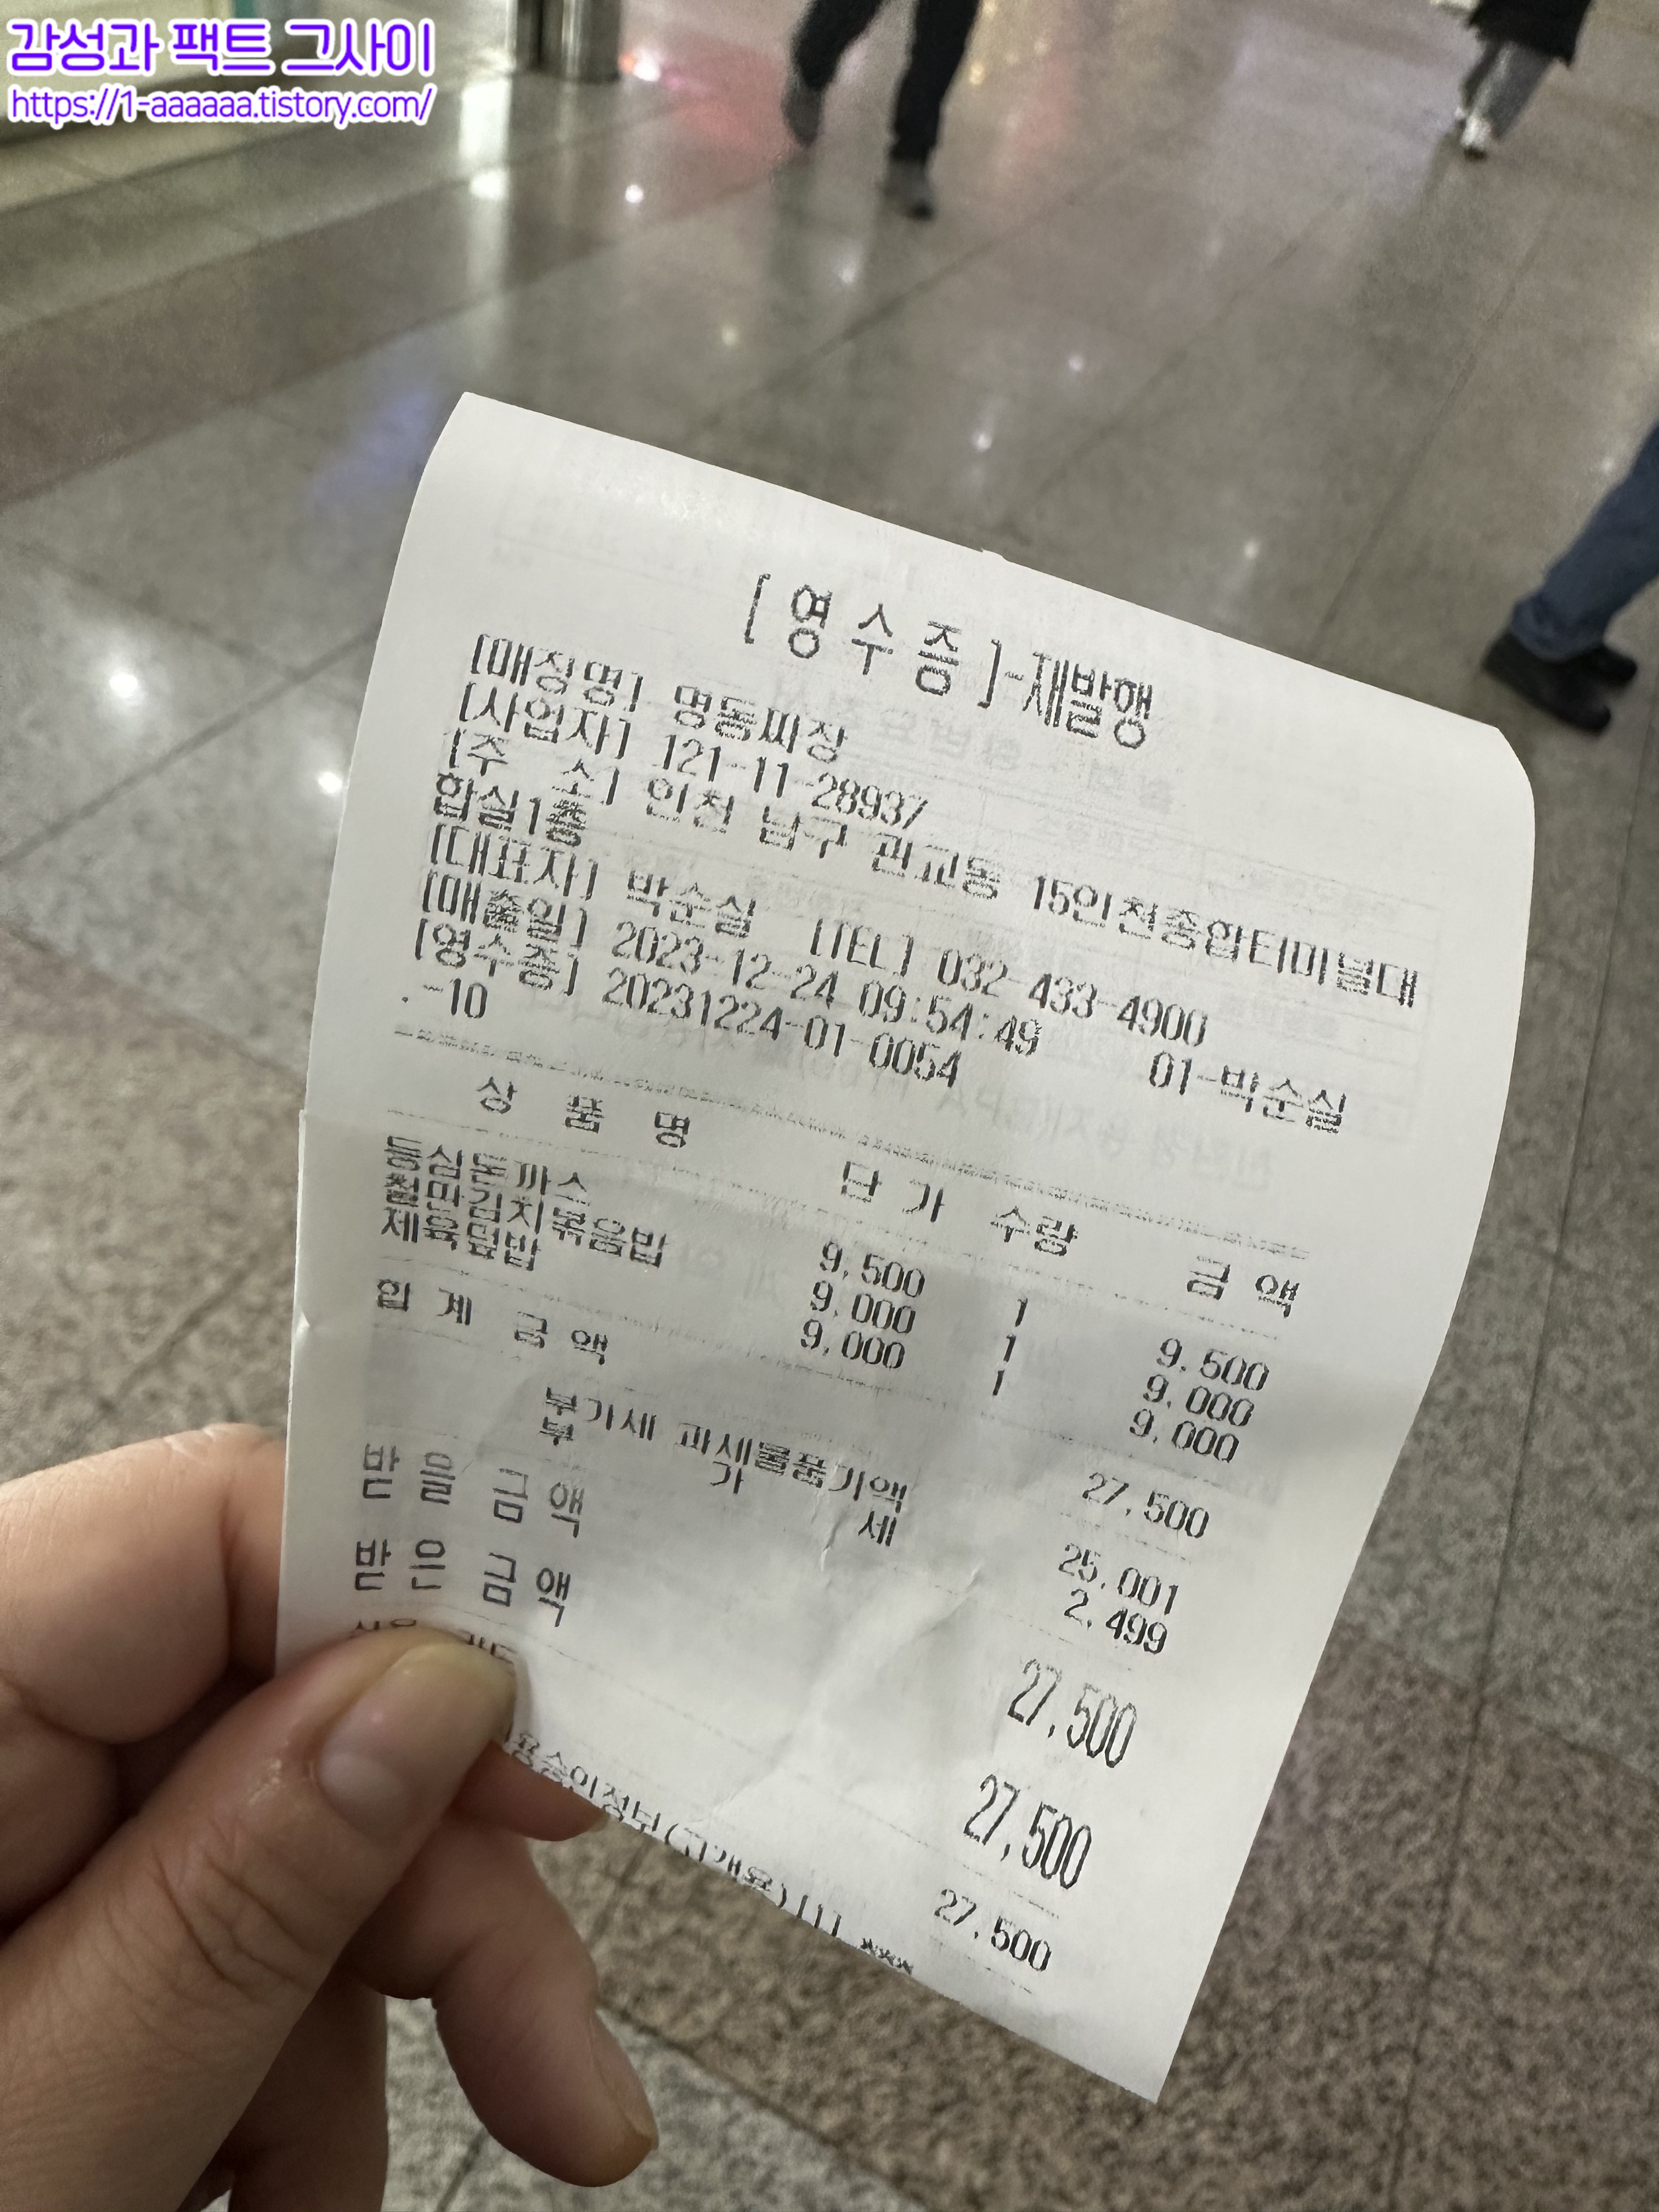 감성과 팩트 그사이
https://1-aaaaaa.tistory.com/
[ 영 수 증 ]-재발행
[매장명] 명동짜장
[사업자] 121-11-28937
[주 소] 인천 남구 관교동 15인천종합터미널대
합실1층
[대표자] 박순실 [TEL] 032-433-4900
[매출일] 2023-12-24 09:54:49 01-박순실
[영수증] 20231224-01-0054
.-10
상 품 명 단 가 수량 금 액
등심돈까스 9,500 1 9,500
철판김치볶음밥 9,000 1 9,000
제육덮밥 9,000 1 9,000
합 계 금 액 27,500
부가세 과세물품가액 25,001
부 가 세 2,499
받 을 금 액 27,500
받 은 금 액 27,500
27,500